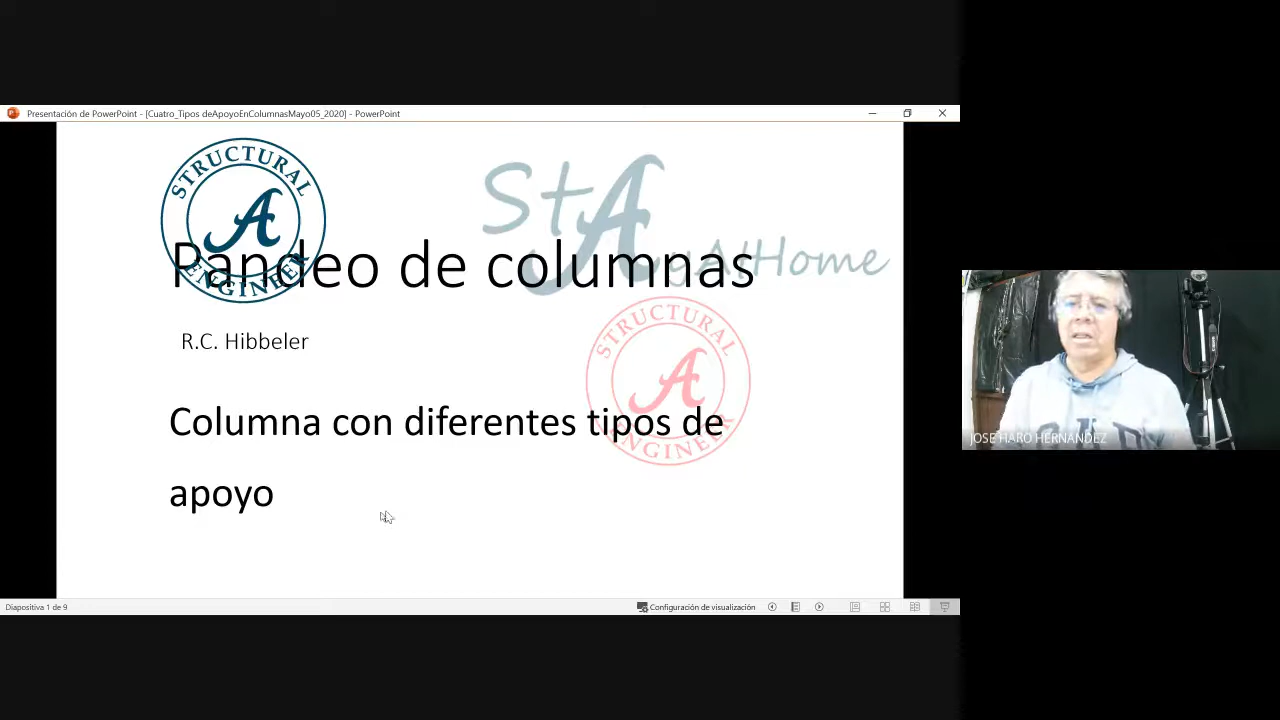 Presentación de PowerPoint - [Cuatro_Tipos deApoyoEnColumnasMayo05_2020] - PowerPoint
STRUCTURAL
A
ENGINEER
StA
yAtHome
Pandeo de columnas
R.C. Hibbeler
STRUCTURAL
A
ENGINEER
Columna con diferentes tipos de
apoyo
JOSE HARO HERNANDEZ
Diapositiva 1 de 9
Configuración de visualización